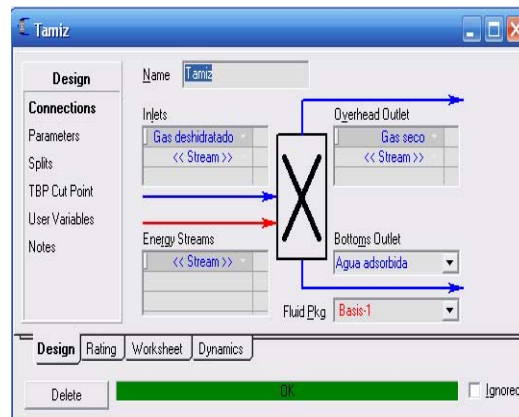 Tamiz
Design
Connections
Parameters
Splits
TBP Cut Point
User Variables
Notes
Name Tamiz
Inlets
Gas deshidratado
<< Stream >>
Overhead Outlet
Gas seco
<< Stream >>
Energy Streams
<< Stream >>
Bottoms Outlet
Agua adsorbida
Fluid Pkg Basis-1
Design Rating Worksheet Dynamics
Delete OK Ignored